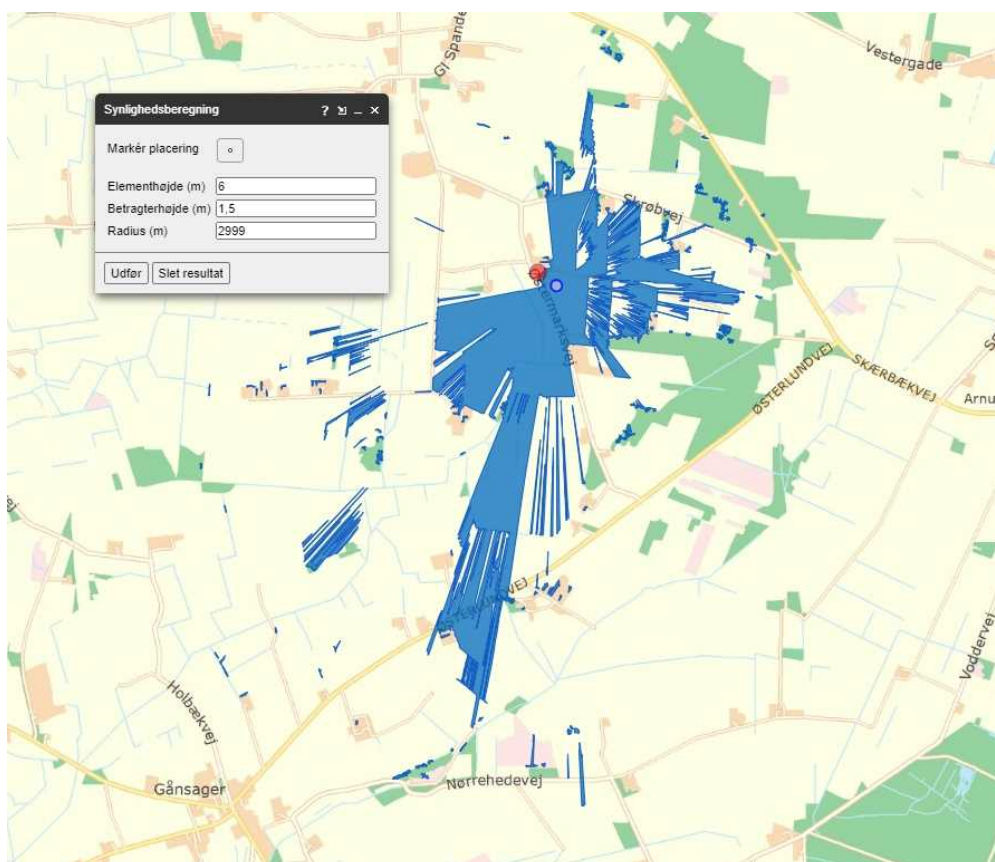 Gl Spande
Vestergade
Synlighedsberegning
Markér placering
Elementhøjde (m) 6
Betragterhøjde (m) 1,5
Radius (m) 2999
Udfør Slet resultat
Skrøbvej
Østermarksvej
ØSTERLUNDVEJ
SKÆRBÆKVEJ
Arnu
ØSTERLUNDVEJ
Voddervej
Holbækvej
Gånsager
Nørrehedevej